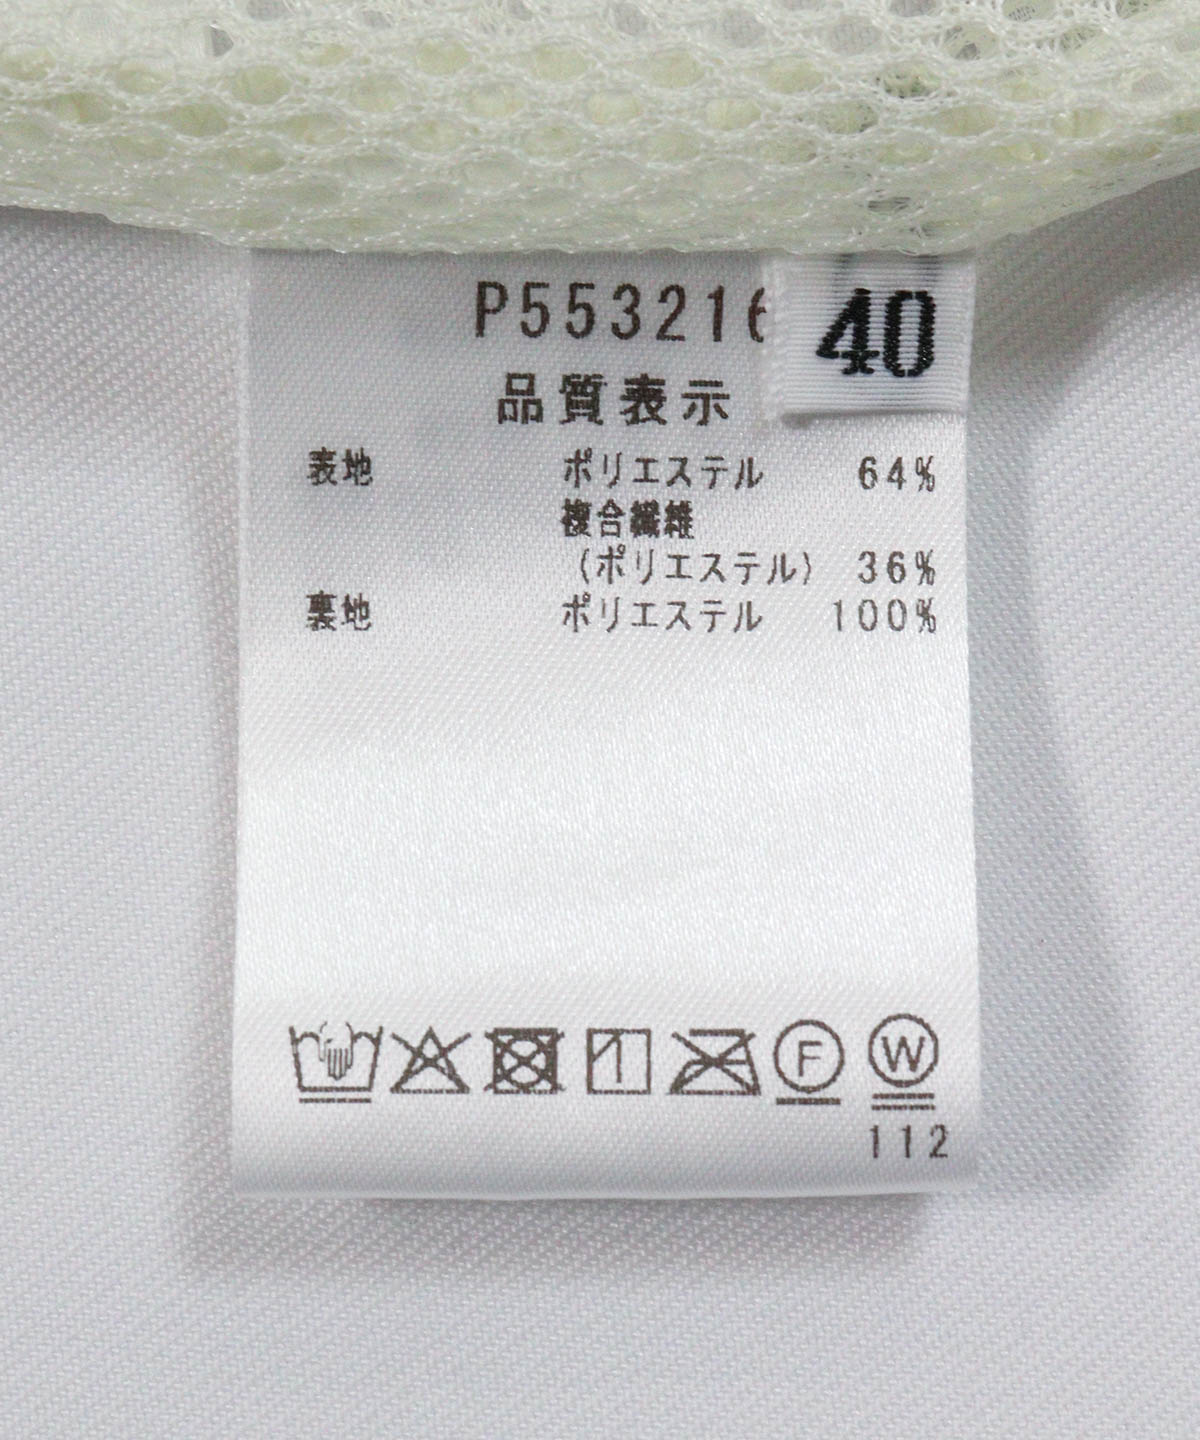 P553216
40
品質表示
表地 ポリエステル 64%
複合繊維
(ポリエステル) 36%
裏地 ポリエステル 100%
F W
112